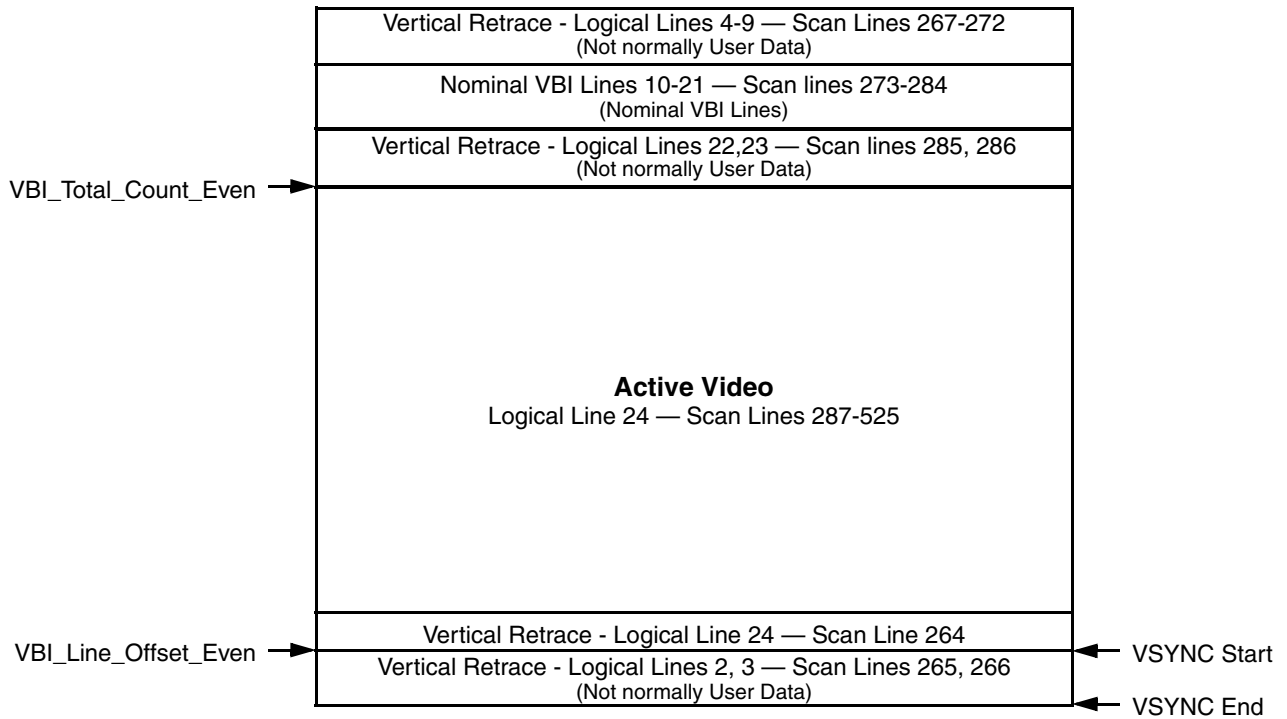 Vertical Retrace - Logical Lines 4-9 — Scan Lines 267-272
(Not normally User Data)
Nominal VBI Lines 10-21 — Scan lines 273-284
(Nominal VBI Lines)
Vertical Retrace - Logical Lines 22,23 — Scan lines 285, 286
(Not normally User Data)
VBI_Total_Count_Even
Active Video
Logical Line 24 — Scan Lines 287-525
Vertical Retrace - Logical Line 24 — Scan Line 264
VBI_Line_Offset_Even
VSYNC Start
Vertical Retrace - Logical Lines 2, 3 — Scan Lines 265, 266
(Not normally User Data)
VSYNC End